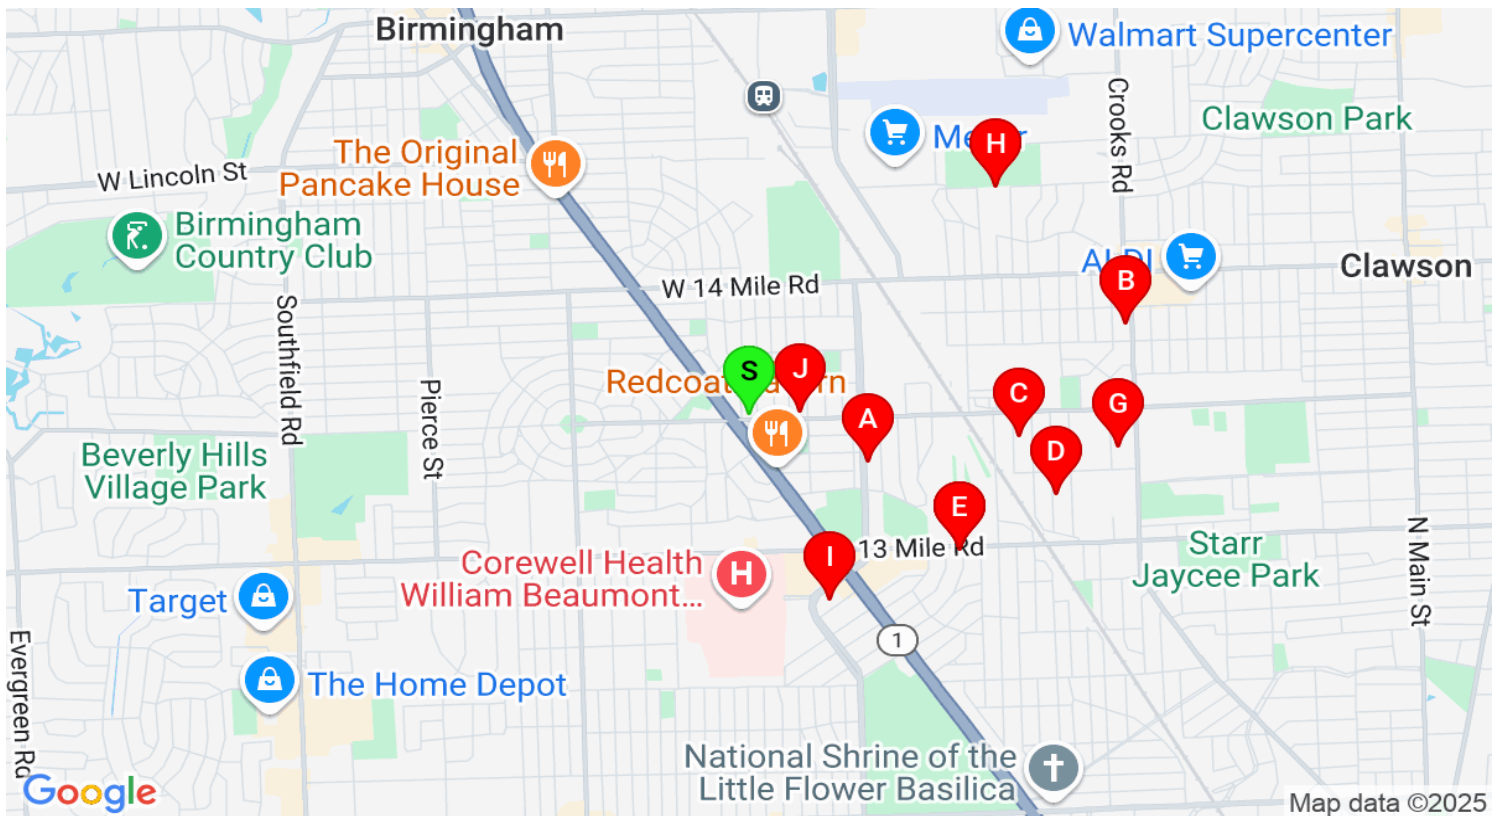 Birmingham
Walmart Supercenter
Crooks Rd
Clawson Park
The Original
Pancake House
H
W Lincoln St
Birmingham
Country Club
ALDI
Clawson
B
W 14 Mile Rd
Southfield Rd
S
J
Redcoat
Pierce St
A
C
G
D
Beverly Hills
Village Park
E
13 Mile Rd
N Main St
Starr
Jaycee Park
I
Corewell Health
William Beaumont...
H
Target
1
Evergreen Rd
The Home Depot
National Shrine of the
Little Flower Basilica
Google
Map data ©2025